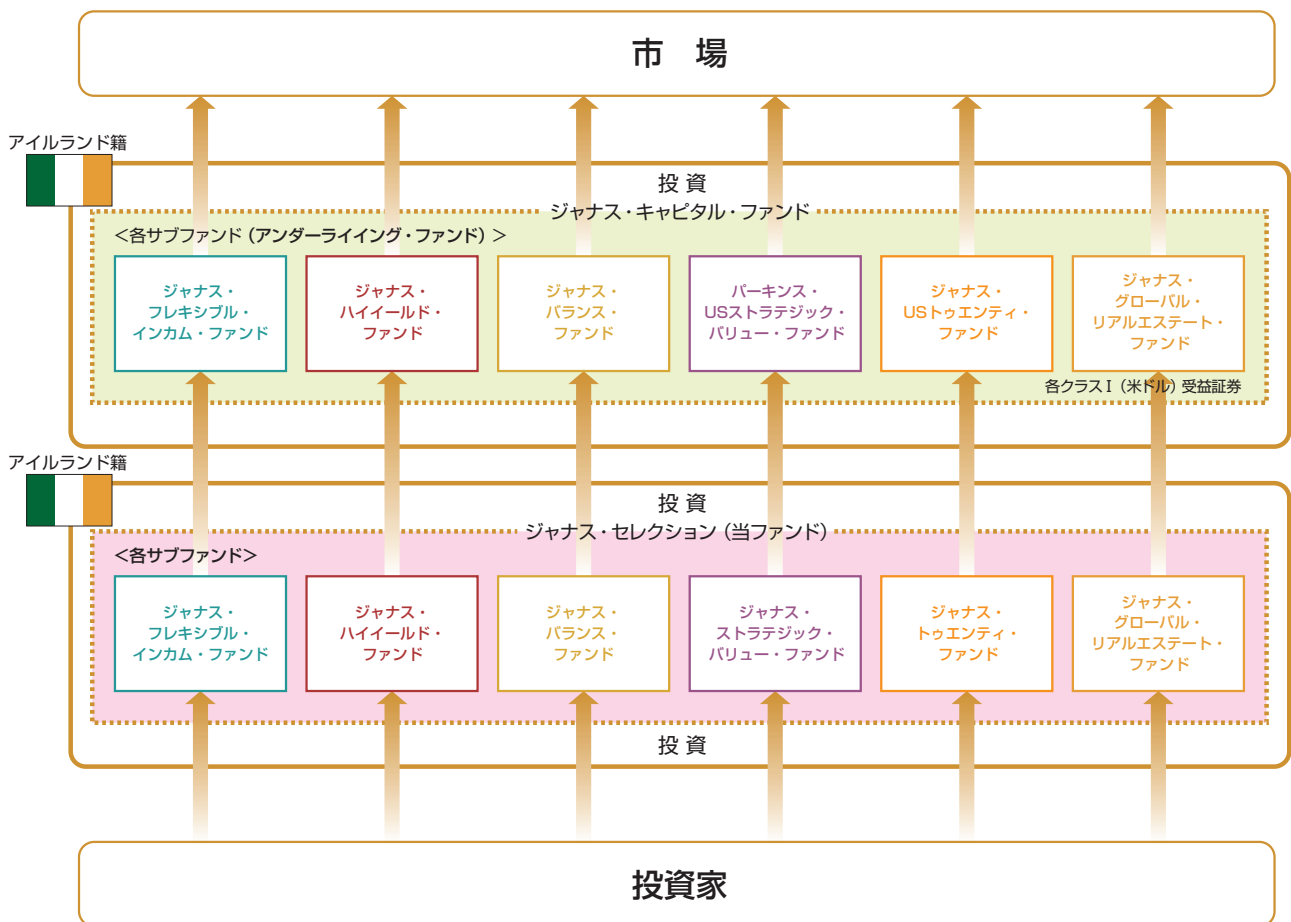 市 場
アイルランド籍
投 資
ジャナス・キャピタル・ファンド
<各サブファンド (アンダーライイング・ファンド) >
ジャナス・
フレキシブル・
インカム・ファンド
ジャナス・
ハイイールド・
ファンド
ジャナス・
バランス・
ファンド
パーキンス・
USストラテジック・
バリュー・ファンド
ジャナス・
USトゥエンティ・
ファンド
ジャナス・
グローバル・
リアルエステート・
ファンド
各クラス I (米ドル) 受益証券
アイルランド籍
投 資
ジャナス・セレクション (当ファンド)
<各サブファンド>
ジャナス・
フレキシブル・
インカム・ファンド
ジャナス・
ハイイールド・
ファンド
ジャナス・
バランス・
ファンド
ジャナス・
ストラテジック・
バリュー・ファンド
ジャナス・
トゥエンティ・
ファンド
ジャナス・
グローバル・
リアルエステート・
ファンド
投 資
投資家